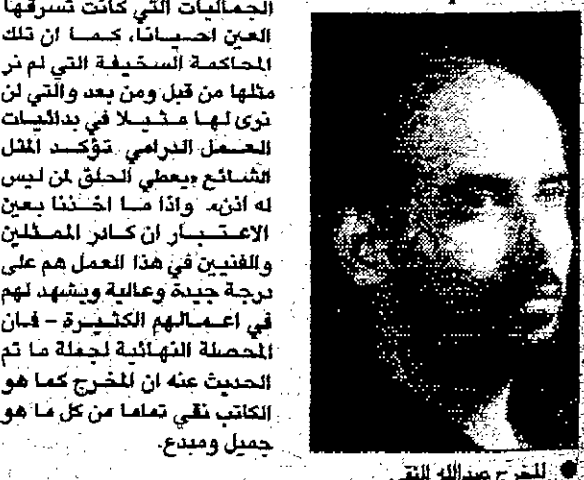 الجماليات التي كانت تسرقها
العين احيانا، كما ان تلك
المحاكمة السخيفة التي لم نر
مثلها من قبل ومن بعد والتي لن
نرى لها مثيلا في بدائيات
العمل الدرامي تؤكد المثل
الشائع «يعطي الحلق لمن ليس
له اذن». واذا ما اخذنا بعين
الاعتبار ان كادر الممثلين
والفنيين في هذا العمل هم على
درجة جيدة وعالية ويشهد لهم
في اعمالهم الكثيرة - فان
المحصلة النهائية لجملة ما تم
الحديث عنه ان المخرج كما هو
الكاتب نقي تماما من كل ما هو
جميل ومبدع.
● المخرج عبدالله النقي